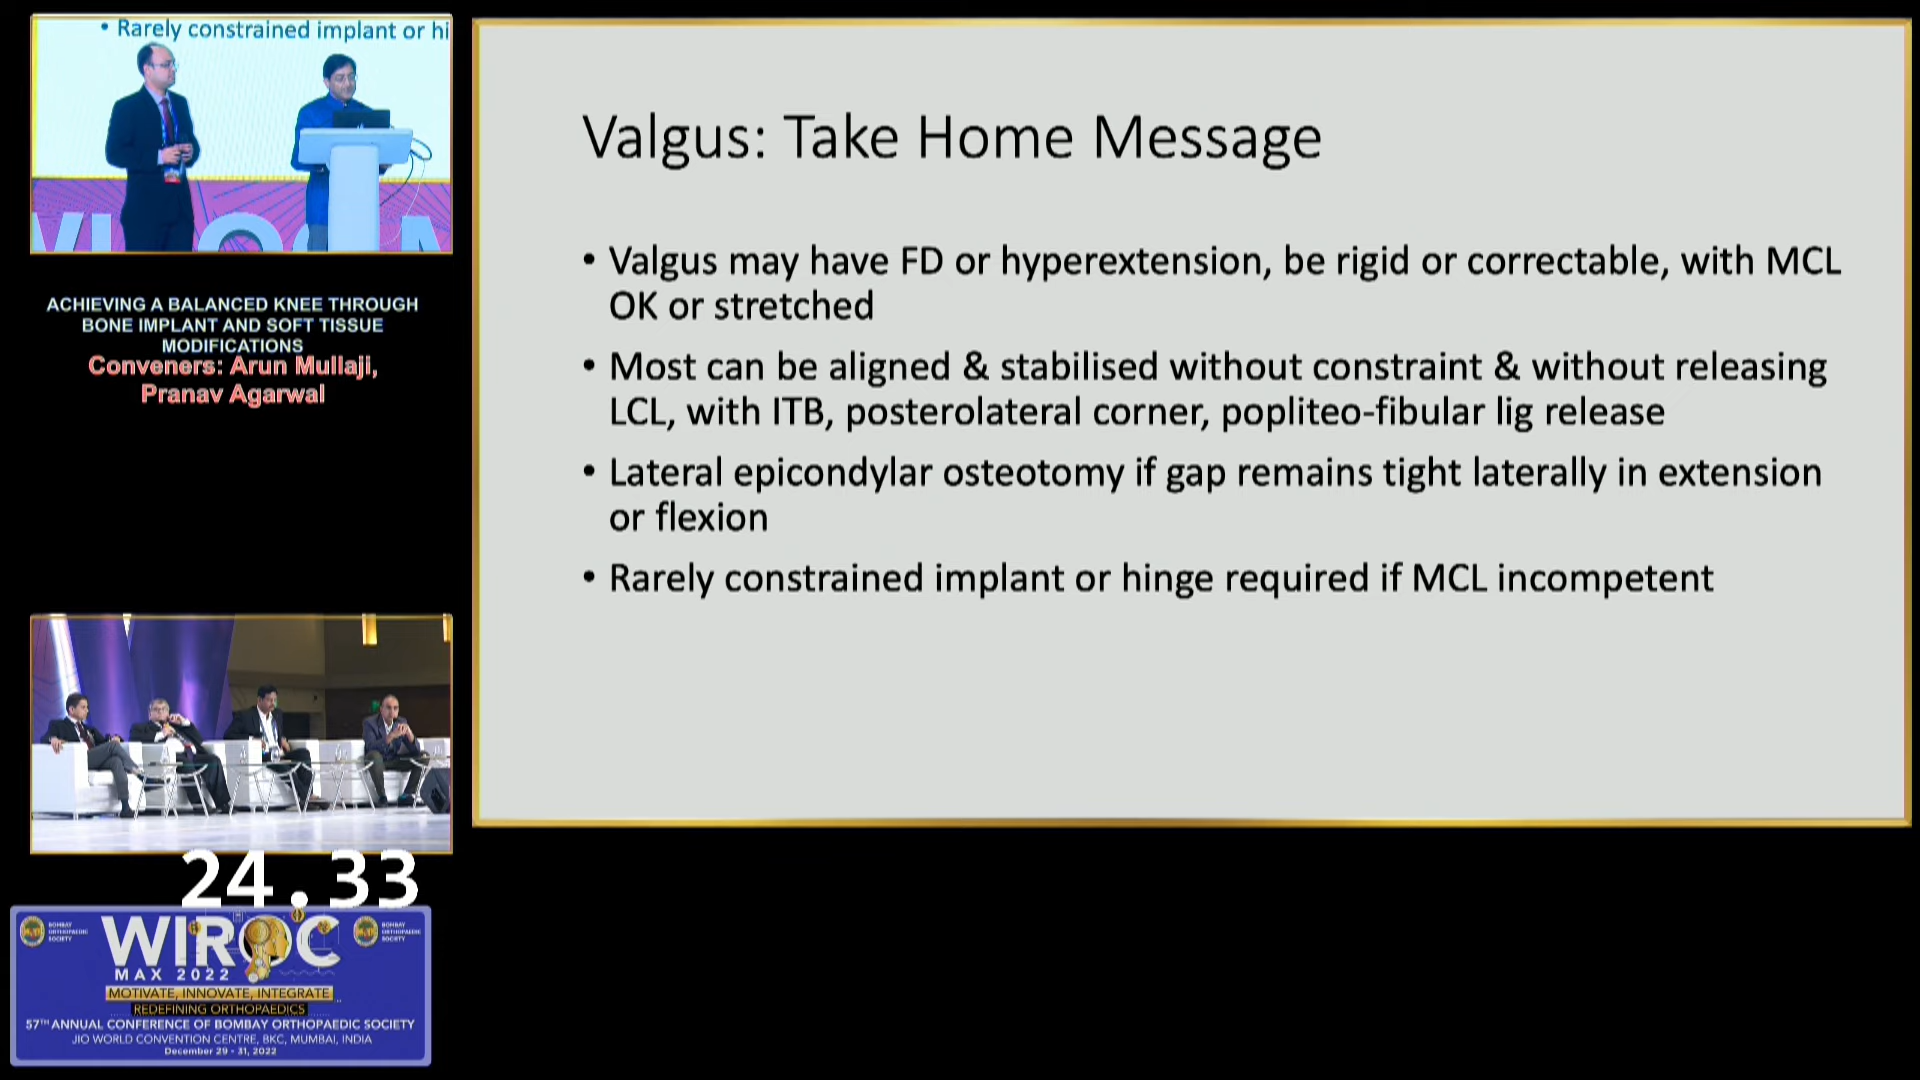 • Rarely constrained implant or hi
ACHIEVING A BALANCED KNEE THROUGH
BONE IMPLANT AND SOFT TISSUE
MODIFICATIONS
Conveners: Arun Mullaji,
Pranav Agarwal
Valgus: Take Home Message
• Valgus may have FD or hyperextension, be rigid or correctable, with MCL
OK or stretched
• Most can be aligned & stabilised without constraint & without releasing
LCL, with ITB, posterolateral corner, popliteo-fibular lig release
• Lateral epicondylar osteotomy if gap remains tight laterally in extension
or flexion
• Rarely constrained implant or hinge required if MCL incompetent
24.33
BOMBAY
ORTHOPAEDIC
SOCIETY
WIROC
MAX 2022
BOMBAY
ORTHOPAEDIC
SOCIETY
MOTIVATE, INNOVATE, INTEGRATE
REDEFINING ORTHOPAEDICS
57TH ANNUAL CONFERENCE OF BOMBAY ORTHOPAEDIC SOCIETY
JIO WORLD CONVENTION CENTRE, BKC, MUMBAI, INDIA
December 29 - 31, 2022